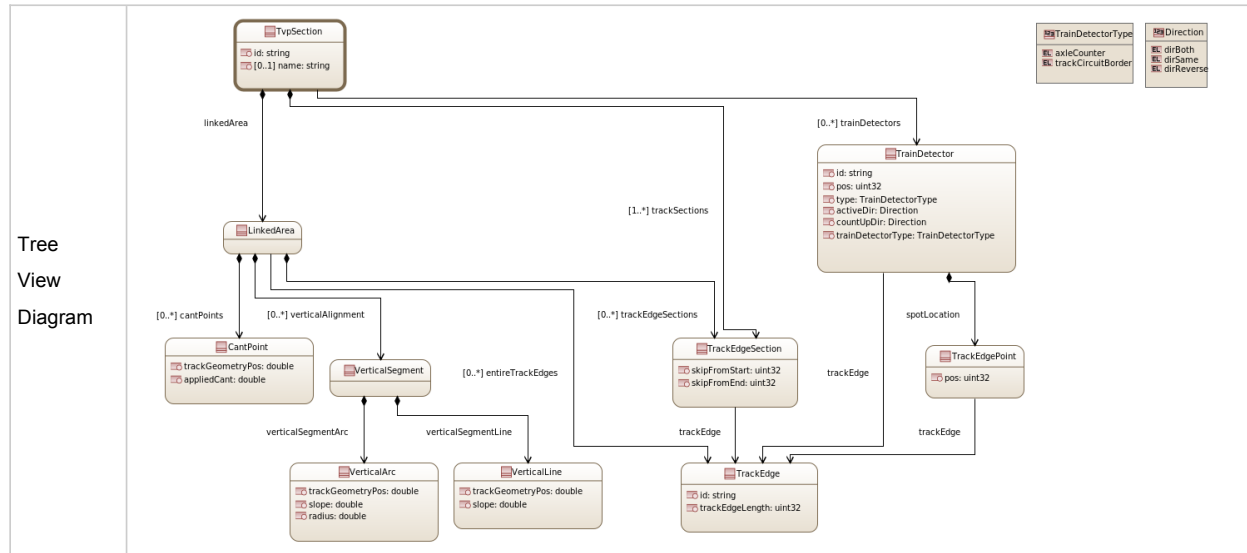 Tree
View
Diagram
TvpSection
id: string
[0..1] name: string
TrainDetectorType
axleCounter
trackCircuitBorder
Direction
dirBoth
dirSame
dirReverse
linkedArea
[0..*] trainDetectors
TrainDetector
id: string
pos: uint32
type: TrainDetectorType
activeDir: Direction
countUpDir: Direction
trainDetectorType: TrainDetectorType
[1..*] trackSections
LinkedArea
[0..*] cantPoints
[0..*] verticalAlignment
[0..*] trackEdgeSections
spotLocation
CantPoint
trackGeometryPos: double
appliedCant: double
VerticalSegment
[0..*] entireTrackEdges
TrackEdgeSection
skipFromStart: uint32
skipFromEnd: uint32
trackEdge
TrackEdgePoint
pos: uint32
verticalSegmentArc
verticalSegmentLine
trackEdge
trackEdge
VerticalArc
trackGeometryPos: double
slope: double
radius: double
VerticalLine
trackGeometryPos: double
slope: double
TrackEdge
id: string
trackEdgeLength: uint32